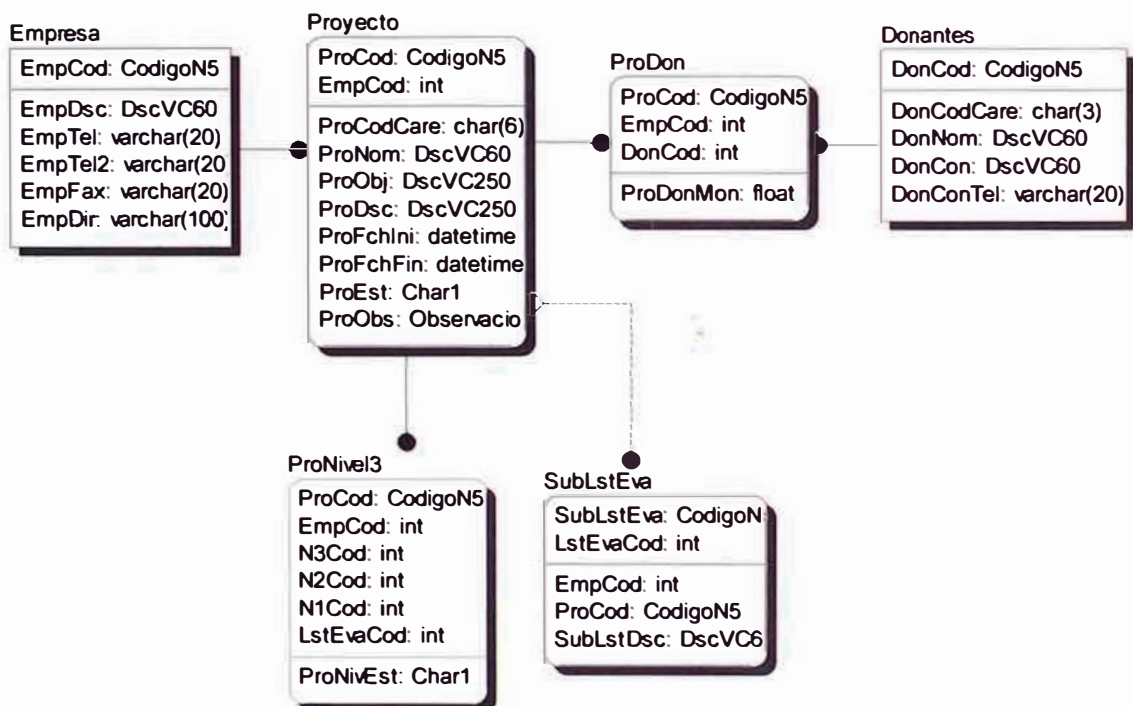 Empresa
EmpCod: CodigoN5
EmpDsc: DscVC60
EmpTel: varchar(20)
EmpTel2: varchar(20
EmpFax: varchar(20)
EmpDir: varchar(100)
Proyecto
ProCod: CodigoN5
EmpCod: int
ProCodCare: char(6)
ProNom: DscVC60
ProObj: DscVC250
ProDsc: DscVC250
ProFchIni: datetime
ProFchFin: datetime
ProEst: Char1
ProObs: Observacio
ProDon
ProCod: CodigoN5
EmpCod: int
DonCod: int
ProDonMon: float
Donantes
DonCod: CodigoN5
DonCodCare: char(3)
DonNom: DscVC60
DonCon: DscVC60
DonConTel: varchar(20)
ProNivel3
ProCod: CodigoN5
EmpCod: int
N3Cod: int
N2Cod: int
N1Cod: int
LstEvaCod: int
ProNivEst: Char1
SubLstEva
SubLstEva: CodigoN
LstEvaCod: int
EmpCod: int
ProCod: CodigoN5
SubLstDsc: DscVC6